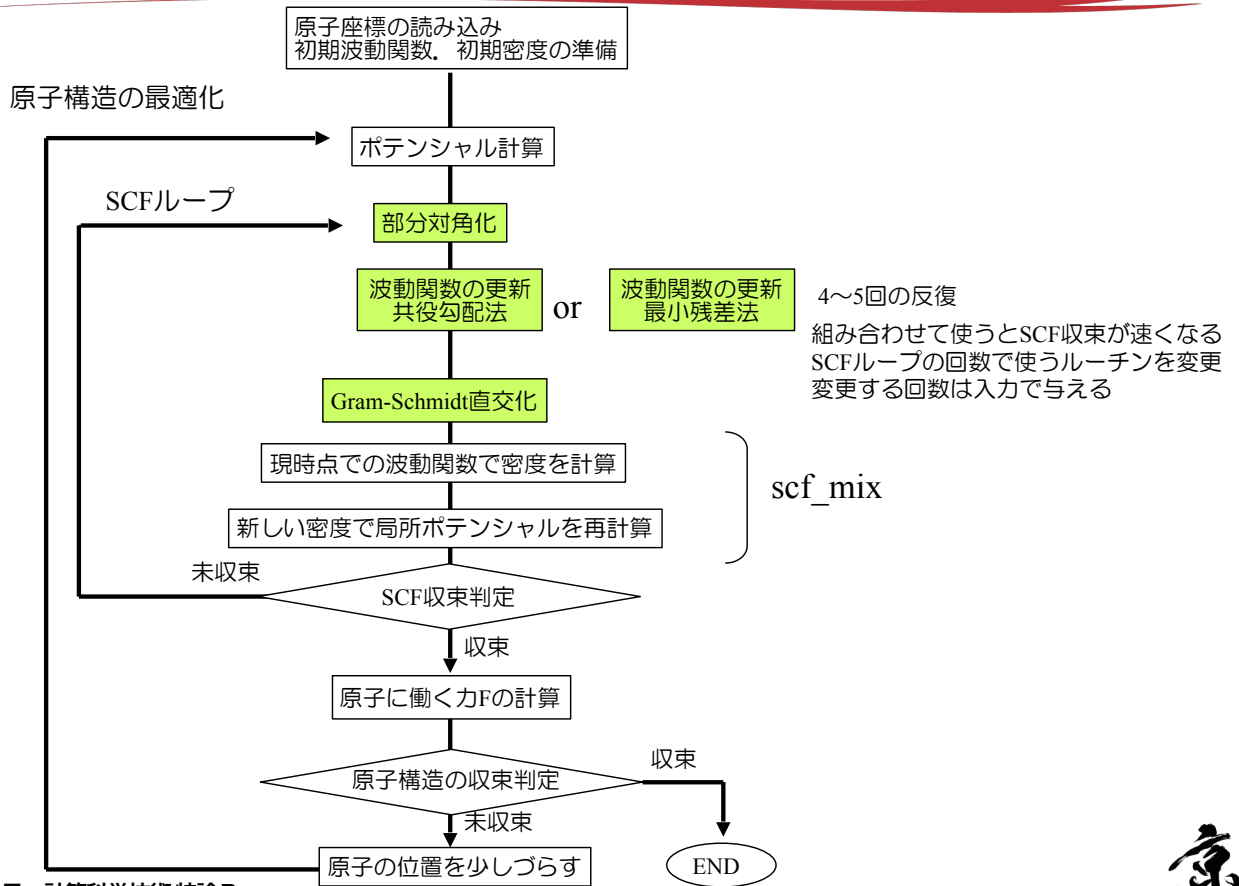 原子座標の読み込み
初期波動関数．初期密度の準備
原子構造の最適化
ポテンシャル計算
SCFループ
部分対角化
波動関数の更新
共役勾配法
or
波動関数の更新
最小残差法
4～5回の反復
組み合わせて使うとSCF収束が速くなる
SCFループの回数で使うルーチンを変更
変更する回数は入力で与える
Gram-Schmidt直交化
現時点での波動関数で密度を計算
scf_mix
新しい密度で局所ポテンシャルを再計算
未収束
SCF収束判定
収束
原子に働く力Fの計算
収束
原子構造の収束判定
未収束
原子の位置を少しづらす
END
京